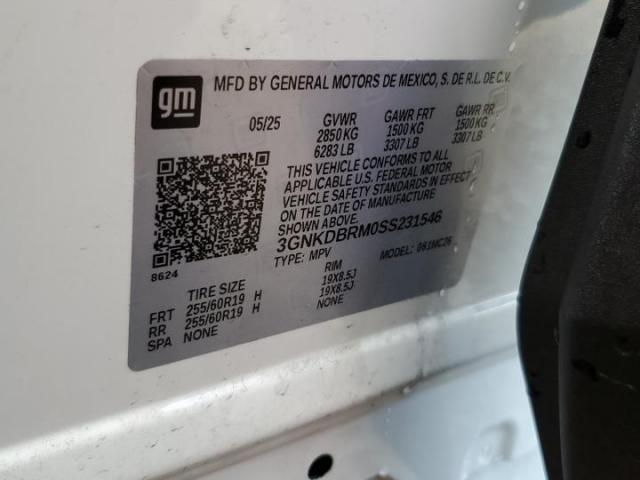 gm
MFD BY GENERAL MOTORS DE MEXICO, S. DE R.L. DE C.V.
05/25 GVWR GAWR FRT GAWR RR
2850 KG 1500 KG 1500 KG
6283 LB 3307 LB 3307 LB
THIS VEHICLE CONFORMS TO ALL
APPLICABLE U.S. FEDERAL MOTOR
VEHICLE SAFETY STANDARDS IN EFFECT
ON THE DATE OF MANUFACTURE
SHOWN ABOVE.
3GNKDBRM0SS231546
TYPE: MPV MODEL:
8624
TIRE SIZE RIM
FRT 255/60R19 H 19X8.5J
RR 255/60R19 H 19X8.5J
SPA NONE NONE